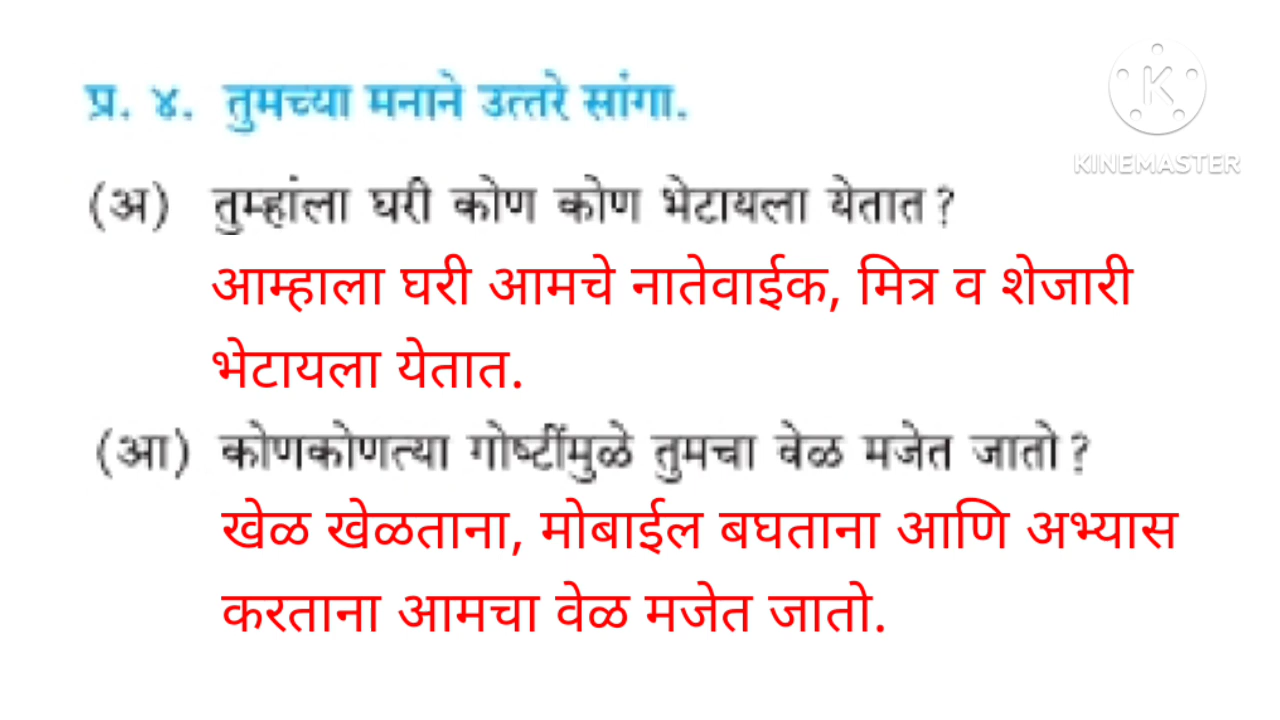 प्र. ४. तुमच्या मनाने उत्तरे सांगा.
KINEMASTER
(अ) तुम्हांला घरी कोण कोण भेटायला येतात?
आम्हाला घरी आमचे नातेवाईक, मित्र व शेजारी
भेटायला येतात.
(आ) कोणकोणत्या गोष्टींमुळे तुमचा वेळ मजेत जातो?
खेळ खेळताना, मोबाईल बघताना आणि अभ्यास
करताना आमचा वेळ मजेत जातो.